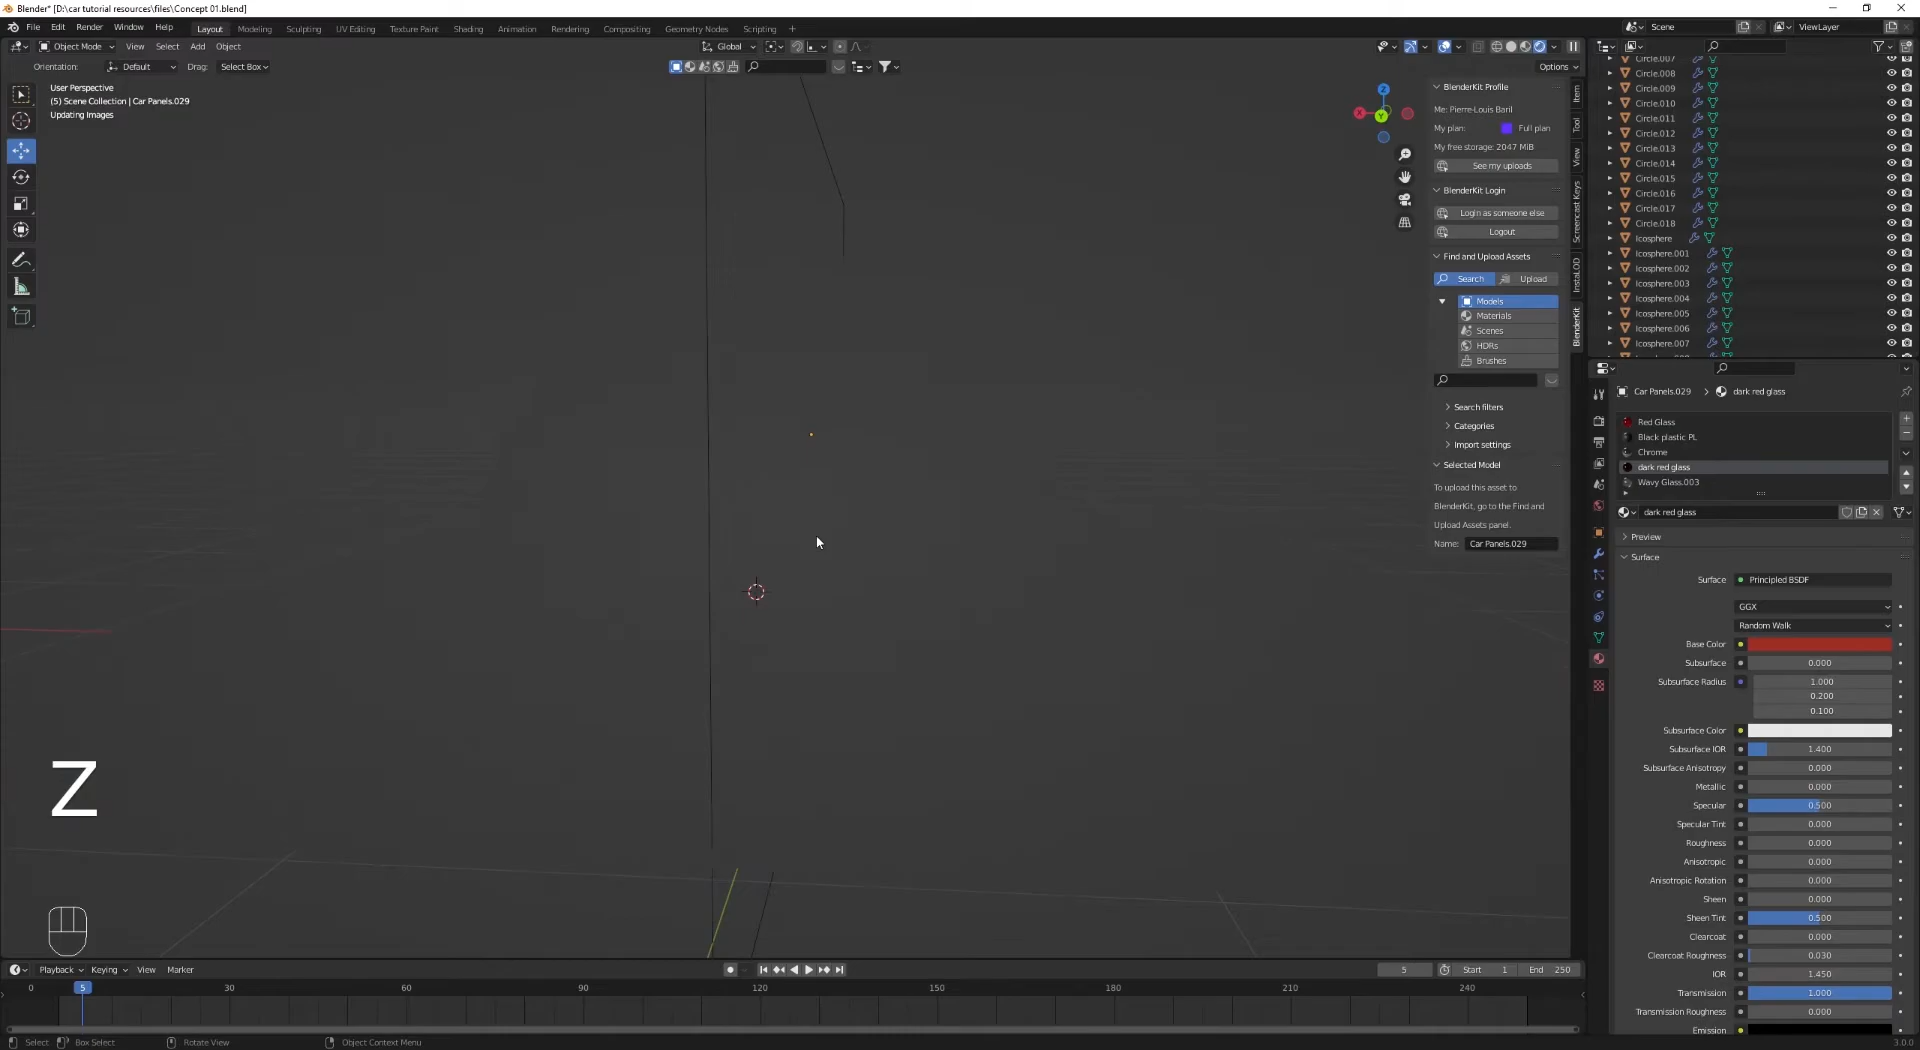 Blender* [D:\car tutorial resources\files\Concept 01.blend]
File Edit Render Window Help
Layout Modeling Sculpting UV Editing Texture Paint Shading Animation Rendering Compositing Geometry Nodes Scripting +
Scene
ViewLayer
Object Mode View Select Add Object
Global
Orientation: Default Drag: Select Box
Options
User Perspective
(5) Scene Collection | Car Panels.029
Updating Images
Z
X
Y
BlenderKit Profile
Me: Pierre-Louis Baril
My plan: Full plan
My free storage: 2047 MiB
See my uploads
BlenderKit Login
Login as someone else
Logout
Find and Upload Assets
Search Upload
Models
Materials
Scenes
HDRs
Brushes
Search filters
Categories
Import settings
Selected Model
To upload this asset to
BlenderKit, go to the Find and
Upload Assets panel.
Name: Car Panels.029
Item
Tool
View
Screencast Keys
InstaLOD
BlenderKit
Circle.007
Circle.008
Circle.009
Circle.010
Circle.011
Circle.012
Circle.013
Circle.014
Circle.015
Circle.016
Circle.017
Circle.018
Icosphere
Icosphere.001
Icosphere.002
Icosphere.003
Icosphere.004
Icosphere.005
Icosphere.006
Icosphere.007
Car Panels.029 > dark red glass
Red Glass
Black plastic PL
Chrome
dark red glass
Wavy Glass.003
dark red glass
Preview
Surface
Surface Principled BSDF
GGX
Random Walk
Base Color
Subsurface 0.000
Subsurface Radius 1.000
0.200
0.100
Subsurface Color
Subsurface IOR 1.400
Subsurface Anisotropy 0.000
Metallic 0.000
Specular 0.500
Specular Tint 0.000
Roughness 0.000
Anisotropic 0.000
Anisotropic Rotation 0.000
Sheen 0.000
Sheen Tint 0.500
Clearcoat 0.000
Clearcoat Roughness 0.030
IOR 1.450
Transmission 1.000
Transmission Roughness 0.000
Emission
Z
Playback Keying View Marker
5 Start 1 End 250
0 5 30 60 90 120 150 180 210 240
Select Box Select Rotate View Object Context Menu
3.0.0